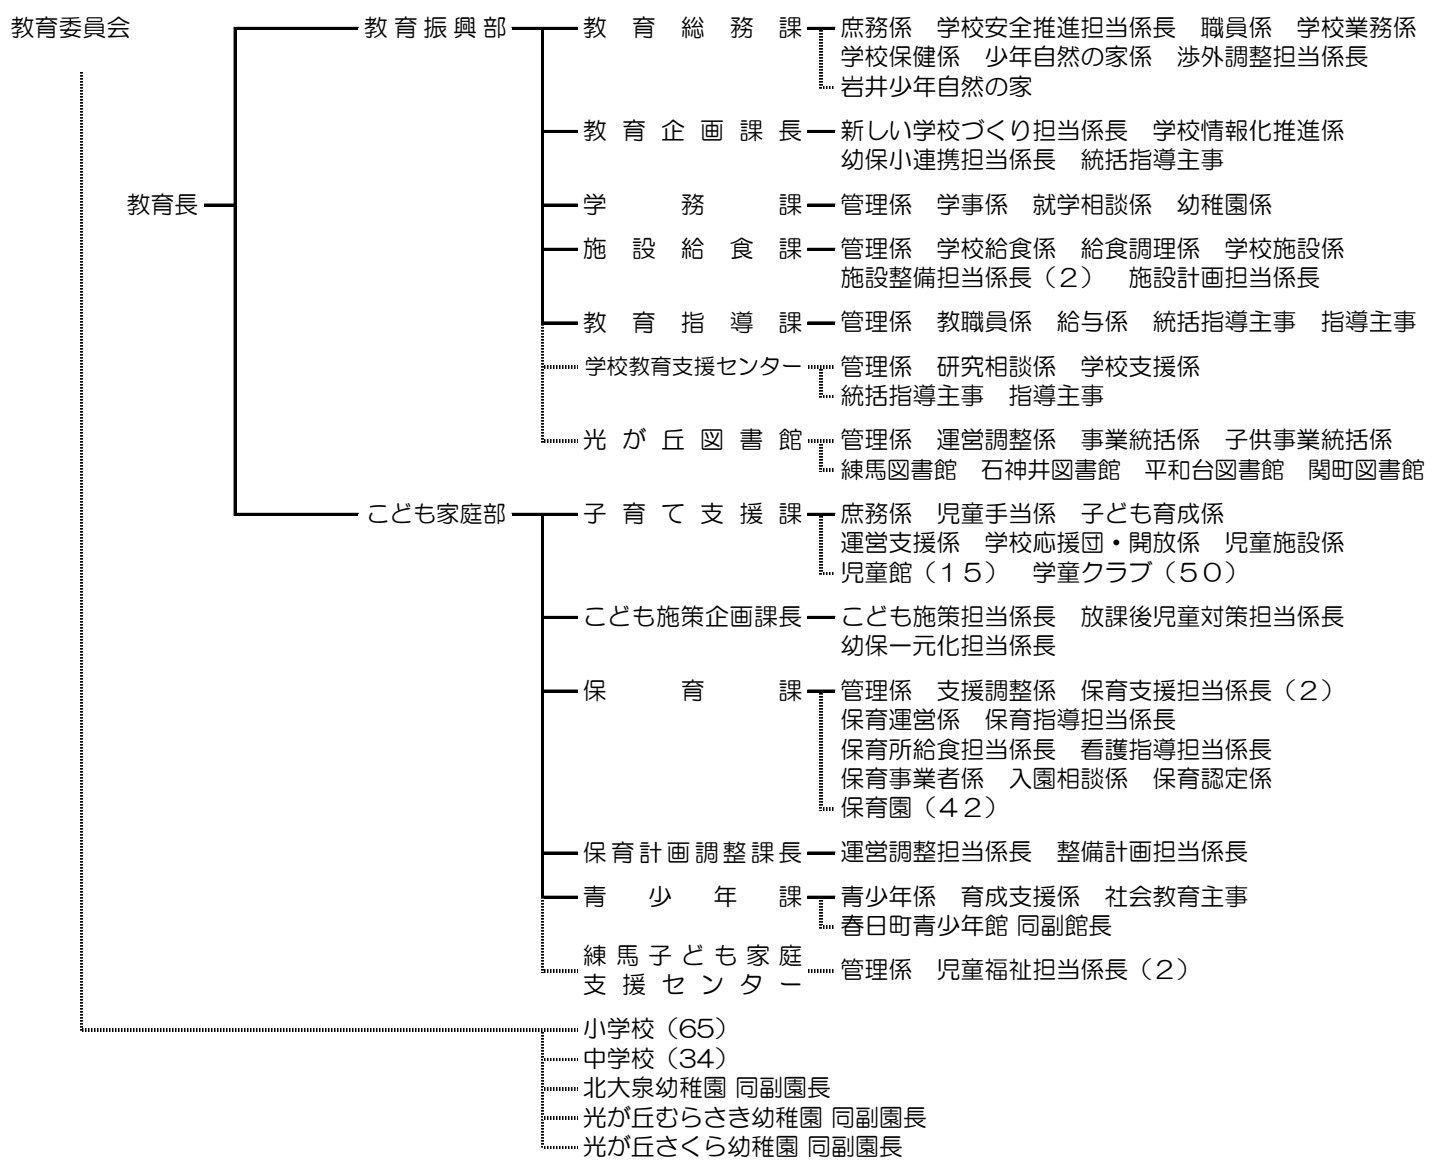 教育委員会
教育振興部 教育総務課 庶務係 学校安全推進担当係長 職員係 学校業務係
学校保健係 少年自然の家係 渉外調整担当係長
岩井少年自然の家
教育企画課長 新しい学校づくり担当係長 学校情報化推進係
幼保小連携担当係長 統括指導主事
教育長 学務課 管理係 学事係 就学相談係 幼稚園係
施設給食課 管理係 学校給食係 給食調理係 学校施設係
施設整備担当係長（２） 施設計画担当係長
教育指導課 管理係 教職員係 給与係 統括指導主事 指導主事
学校教育支援センター 管理係 研究相談係 学校支援係
統括指導主事 指導主事
光が丘図書館 管理係 運営調整係 事業統括係 子供事業統括係
練馬図書館 石神井図書館 平和台図書館 関町図書館
こども家庭部 子育て支援課 庶務係 児童手当係 子ども育成係
運営支援係 学校応援団・開放係 児童施設係
児童館（１５） 学童クラブ（５０）
こども施策企画課長 こども施策担当係長 放課後児童対策担当係長
幼保一元化担当係長
保育課 管理係 支援調整係 保育支援担当係長（２）
保育運営係 保育指導担当係長
保育所給食担当係長 看護指導担当係長
保育事業者係 入園相談係 保育認定係
保育園（４２）
保育計画調整課長 運営調整担当係長 整備計画担当係長
青少年課 青少年係 育成支援係 社会教育主事
春日町青少年館 同副館長
練馬子ども家庭
支援センター 管理係 児童福祉担当係長（２）
小学校（65）
中学校（34）
北大泉幼稚園 同副園長
光が丘むらさき幼稚園 同副園長
光が丘さくら幼稚園 同副園長